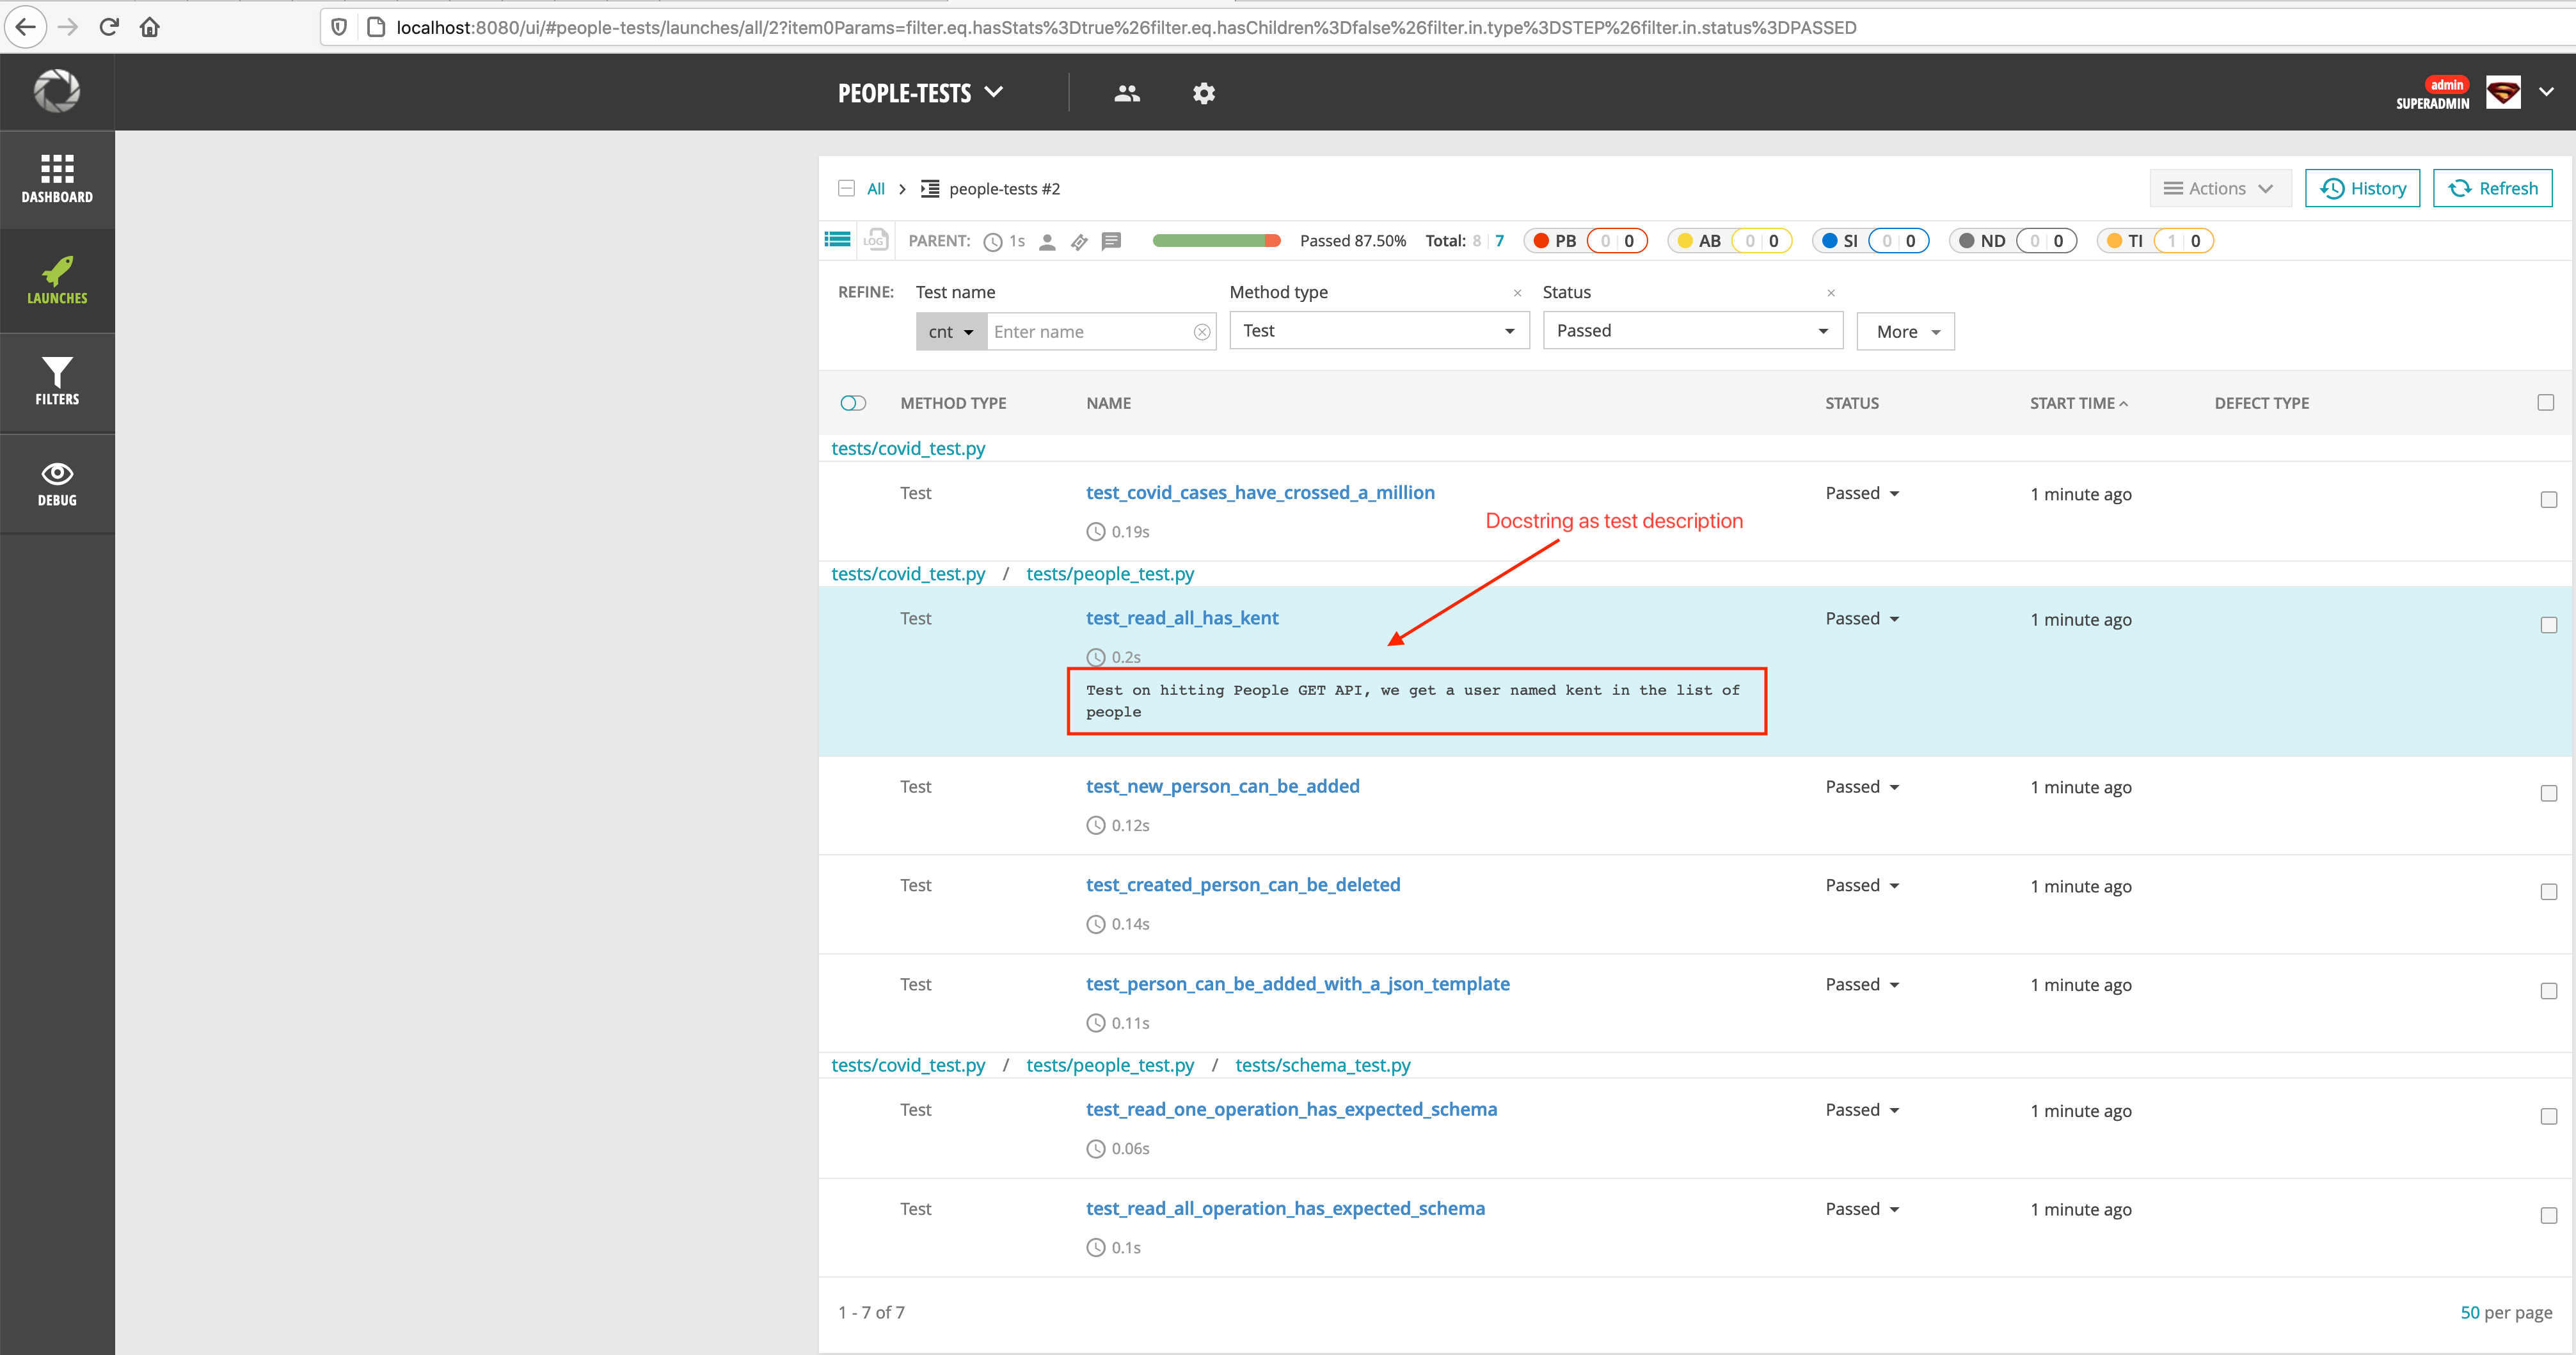 localhost:8080/ui/#people-tests/launches/all/2?item0Params=filter.eq.hasStats%3Dtrue%26filter.eq.hasChildren%3Dfalse%26filter.in.type%3DSTEP%26filter.in.status%3DPASSED
PEOPLE-TESTS
admin
SUPERADMIN
DASHBOARD
LAUNCHES
FILTERS
DEBUG
All > people-tests #2 Actions History Refresh
LOG PARENT: 1s Passed 87.50% Total: 8 | 7 PB 0 | 0 AB 0 | 0 SI 0 | 0 ND 0 | 0 TI 1 | 0
REFINE: Test name Method type × Status ×
cnt Enter name Test Passed More
METHOD TYPE NAME STATUS START TIME DEFECT TYPE
tests/covid_test.py
Test test_covid_cases_have_crossed_a_million Passed 1 minute ago
0.19s
Docstring as test description
tests/covid_test.py / tests/people_test.py
Test test_read_all_has_kent Passed 1 minute ago
0.2s
Test on hitting People GET API, we get a user named kent in the list of
people
Test test_new_person_can_be_added Passed 1 minute ago
0.12s
Test test_created_person_can_be_deleted Passed 1 minute ago
0.14s
Test test_person_can_be_added_with_a_json_template Passed 1 minute ago
0.11s
tests/covid_test.py / tests/people_test.py / tests/schema_test.py
Test test_read_one_operation_has_expected_schema Passed 1 minute ago
0.06s
Test test_read_all_operation_has_expected_schema Passed 1 minute ago
0.1s
1 - 7 of 7 50 per page